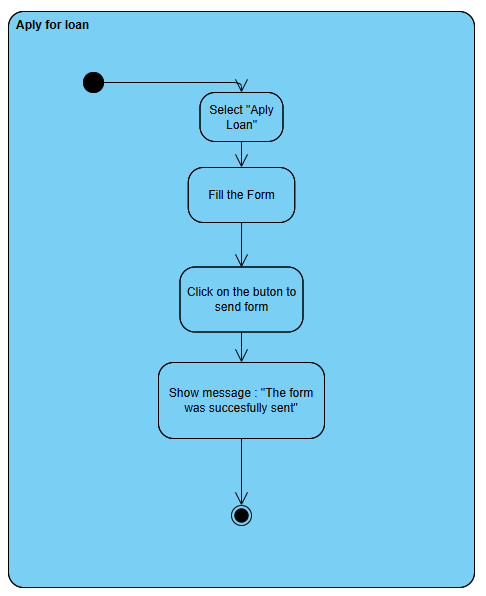 Aply for loan
Select "Aply
Loan"
Fill the Form
Click on the buton to
send form
Show message : "The form
was succesfully sent"